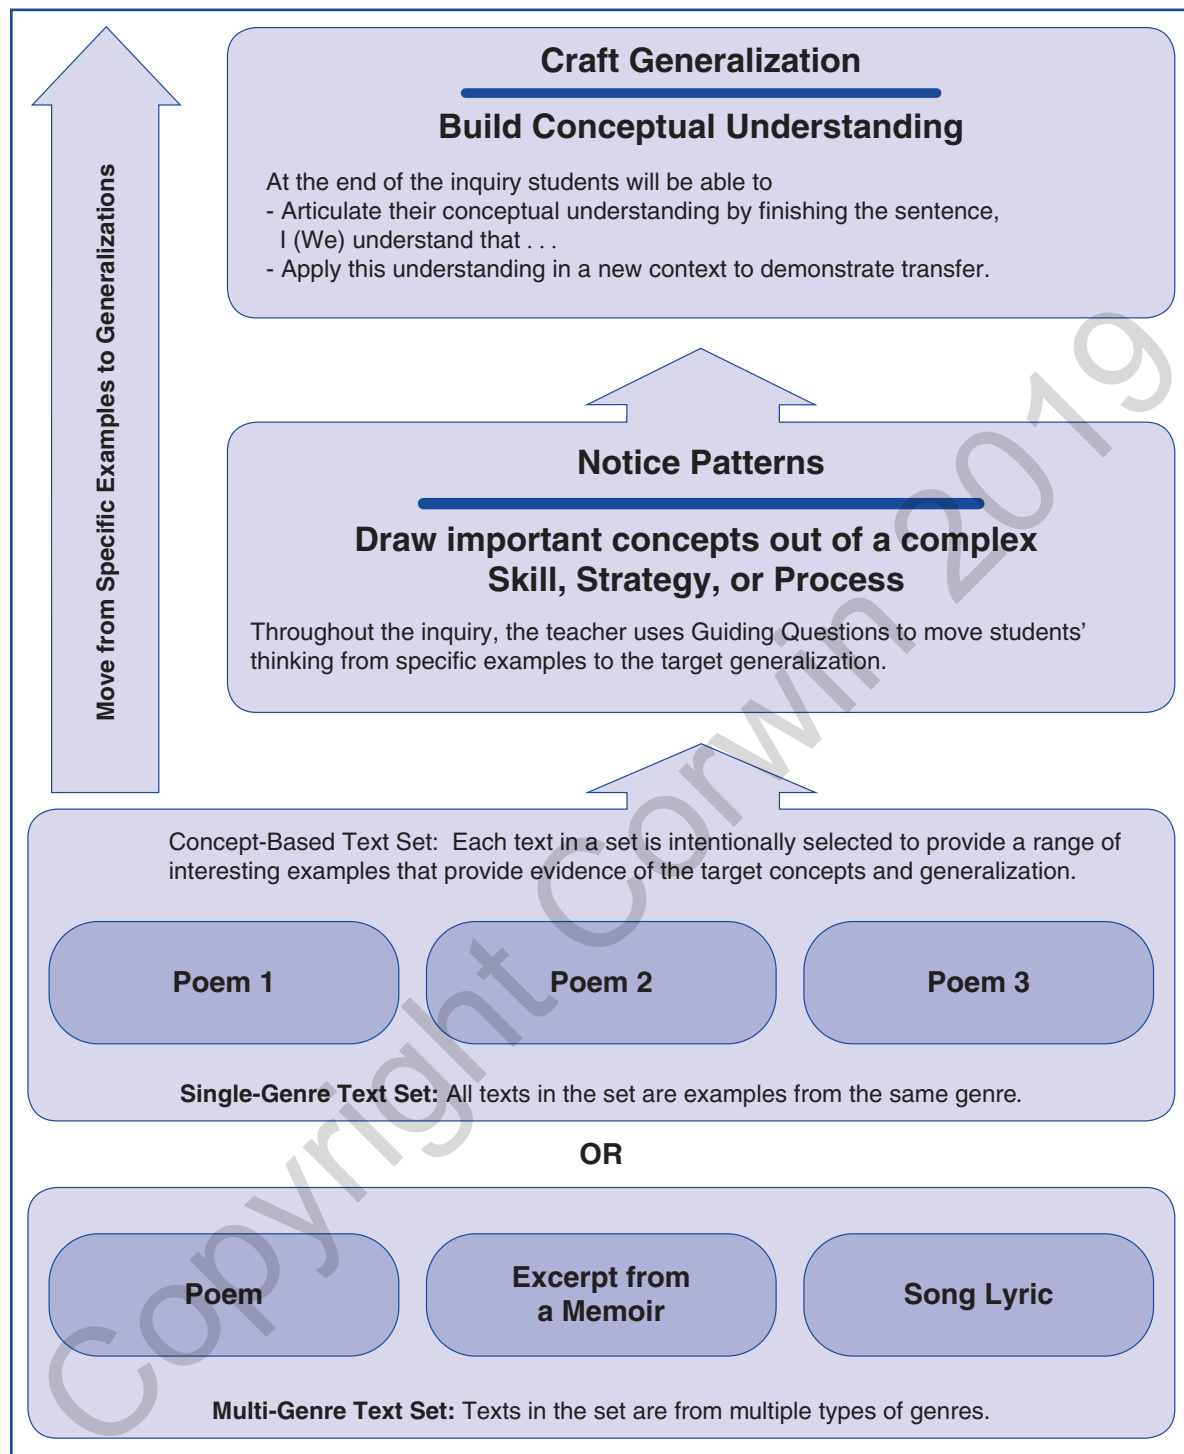 Craft Generalization
Build Conceptual Understanding
At the end of the inquiry students will be able to
- Articulate their conceptual understanding by finishing the sentence,
I (We) understand that . . .
- Apply this understanding in a new context to demonstrate transfer.
Move from Specific Examples to Generalizations
Notice Patterns
Draw important concepts out of a complex
Skill, Strategy, or Process
Throughout the inquiry, the teacher uses Guiding Questions to move students’
thinking from specific examples to the target generalization.
Concept-Based Text Set:  Each text in a set is intentionally selected to provide a range of
interesting examples that provide evidence of the target concepts and generalization.
Poem 1
Poem 2
Poem 3
Single-Genre Text Set: All texts in the set are examples from the same genre.
OR
Poem
Excerpt from
a Memoir
Song Lyric
Multi-Genre Text Set: Texts in the set are from multiple types of genres.
Copyright Corwin 2019